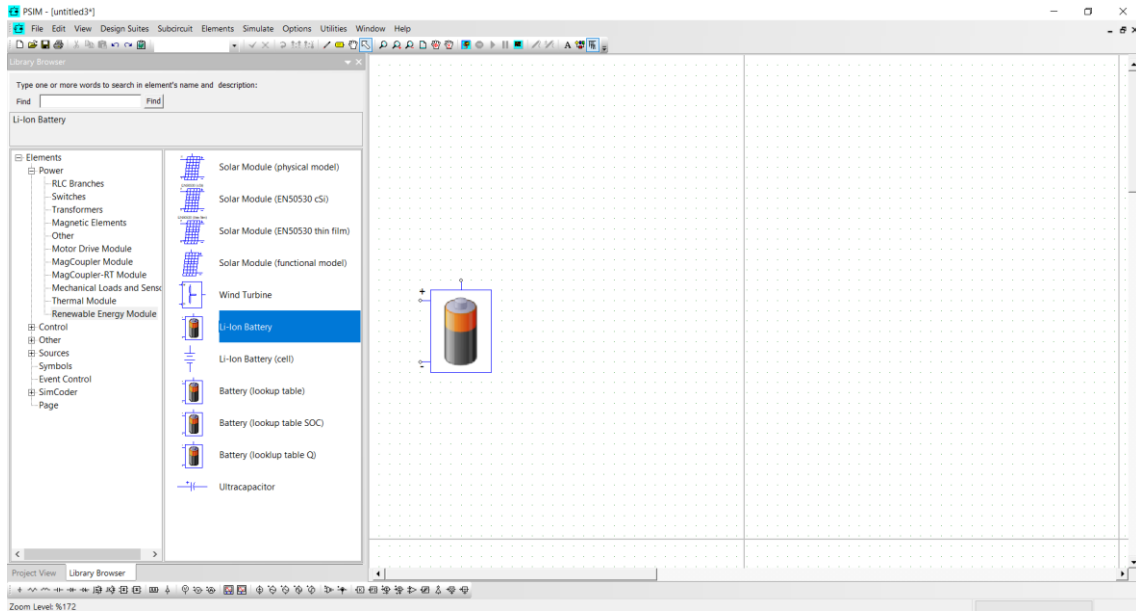 PSIM - [untitled3*]
File Edit View Design Suites Subcircuit Elements Simulate Options Utilities Window Help
Library Browser
Type one or more words to search in element's name and description:
Find Find
Li-Ion Battery
Elements
Power
RLC Branches
Switches
Transformers
Magnetic Elements
Other
Motor Drive Module
MagCoupler Module
MagCoupler-RT Module
Mechanical Loads and Senso
Thermal Module
Renewable Energy Module
Control
Other
Sources
Symbols
Event Control
SimCoder
Page
Solar Module (physical model)
Solar Module (EN50530 cSi)
Solar Module (EN50530 thin film)
Solar Module (functional model)
Wind Turbine
Li-Ion Battery
Li-Ion Battery (cell)
Battery (lookup table)
Battery (lookup table SOC)
Battery (looklup table Q)
Ultracapacitor
+
-
Project View Library Browser
Zoom Level: %172